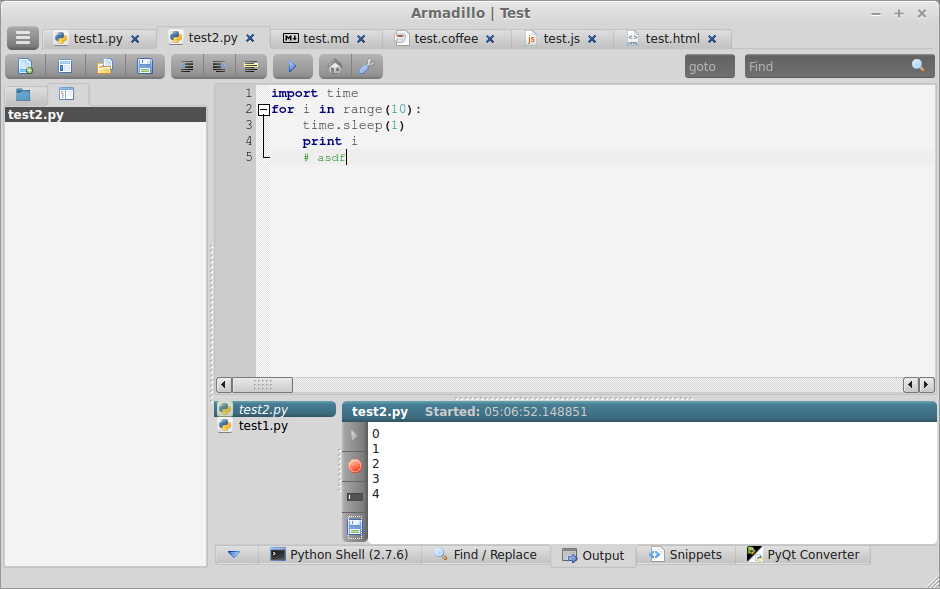 Armadillo | Test
test1.py test2.py test.md test.coffee test.js test.html
goto Find
test2.py
1 import time
2 for i in range(10):
3 time.sleep(1)
4 print i
5 # asdf
test2.py
test1.py
test2.py Started: 05:06:52.148851
0
1
2
3
4
Python Shell (2.7.6) Find / Replace Output Snippets PyQt Converter